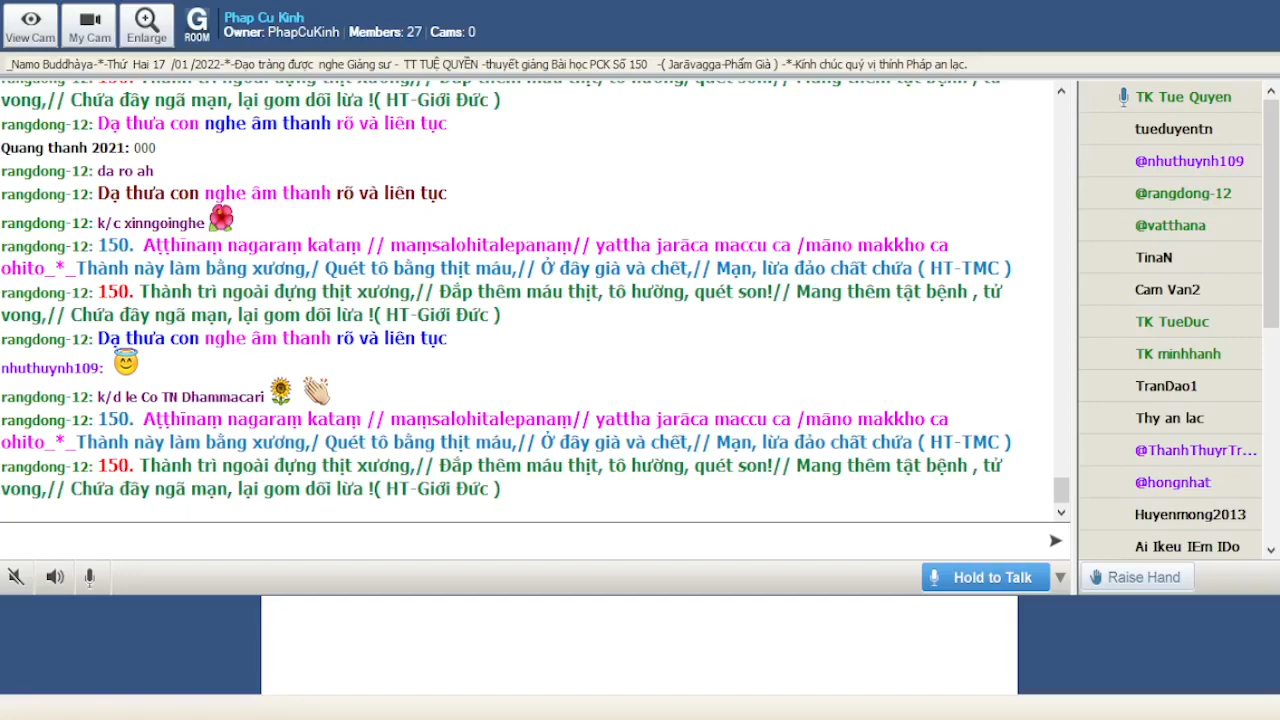 View Cam
My Cam
Enlarge
G
ROOM
Phap Cu Kinh
Owner: PhapCuKinh | Members: 27 | Cams: 0
_Namo Buddhàya-*-Thứ Hai 17 /01 /2022-*-Đạo tràng được nghe Giảng sư - TT TUỆ QUYỀN -thuyết giảng Bài học PCK Số 150 -( Jarāvagga-Phẩm Già ) -*-Kính chúc quý vị thính Pháp an lạc.
vong,// Chứa đầy ngã mạn, lại gom dối lừa !( HT-Giới Đức )
rangdong-12: Dạ thưa con nghe âm thanh rõ và liên tục
Quang thanh 2021: 000
rangdong-12: da ro ah
rangdong-12: Dạ thưa con nghe âm thanh rõ và liên tục
rangdong-12: k/c xinngoinghe
rangdong-12: 150. Aṭṭhīnaṃ nagaraṃ kataṃ // maṃsalohitalepanaṃ// yattha jarāca maccu ca /māno makkho ca
ohito_*_Thành này làm bằng xương,/ Quét tô bằng thịt máu,// Ở đây già và chết,// Mạn, lừa đảo chất chứa ( HT-TMC )
rangdong-12: 150. Thành trì ngoài đựng thịt xương,// Đắp thêm máu thịt, tô hường, quét son!// Mang thêm tật bệnh , tử
vong,// Chứa đầy ngã mạn, lại gom dối lừa !( HT-Giới Đức )
rangdong-12: Dạ thưa con nghe âm thanh rõ và liên tục
nhuthuynh109:
rangdong-12: k/d le Co TN Dhammacari
rangdong-12: 150. Aṭṭhīnaṃ nagaraṃ kataṃ // maṃsalohitalepanaṃ// yattha jarāca maccu ca /māno makkho ca
ohito_*_Thành này làm bằng xương,/ Quét tô bằng thịt máu,// Ở đây già và chết,// Mạn, lừa đảo chất chứa ( HT-TMC )
rangdong-12: 150. Thành trì ngoài đựng thịt xương,// Đắp thêm máu thịt, tô hường, quét son!// Mang thêm tật bệnh , tử
vong,// Chứa đầy ngã mạn, lại gom dối lừa !( HT-Giới Đức )
Hold to Talk
TK Tue Quyen
tueduyentn
@nhuthuynh109
@rangdong-12
@vatthana
TinaN
Cam Van2
TK TueDuc
TK minhhanh
TranDao1
Thy an lac
@ThanhThuyrTr...
@hongnhat
Huyenmong2013
Ai Ikeu IEm IDo
Raise Hand